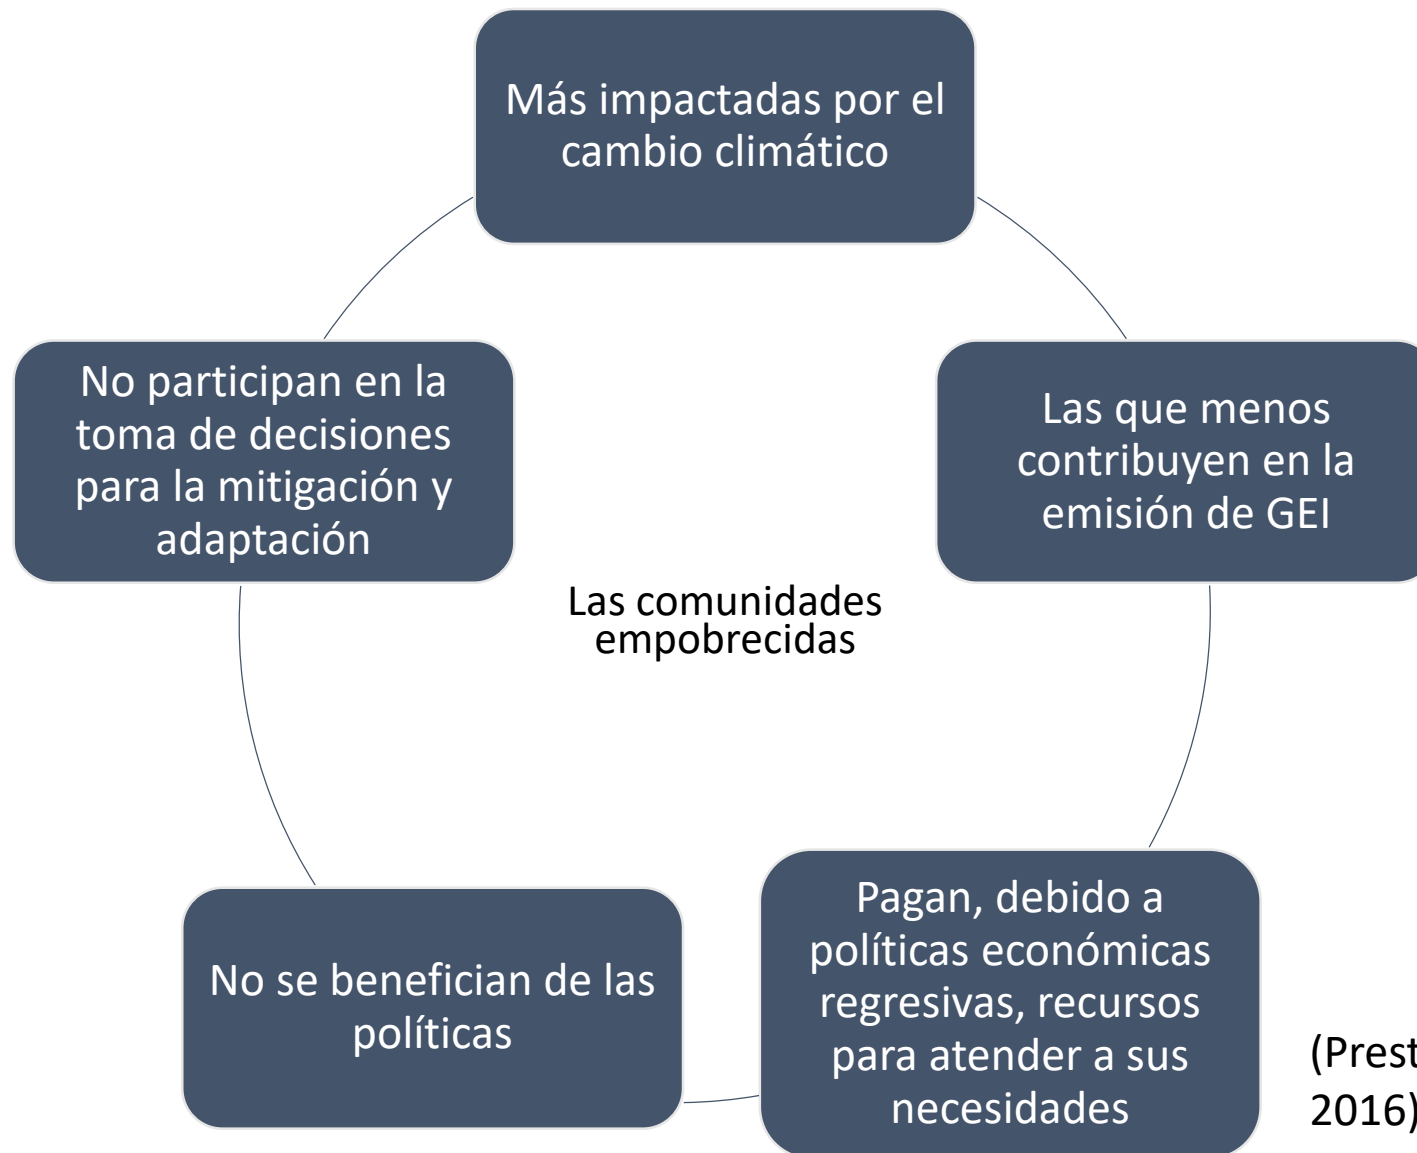 Más impactadas por el
cambio climático
No participan en la
toma de decisiones
para la mitigación y
adaptación
Las que menos
contribuyen en la
emisión de GEI
Las comunidades
empobrecidas
No se benefician de las
políticas
Pagan, debido a
políticas económicas
regresivas, recursos
para atender a sus
necesidades
2016)